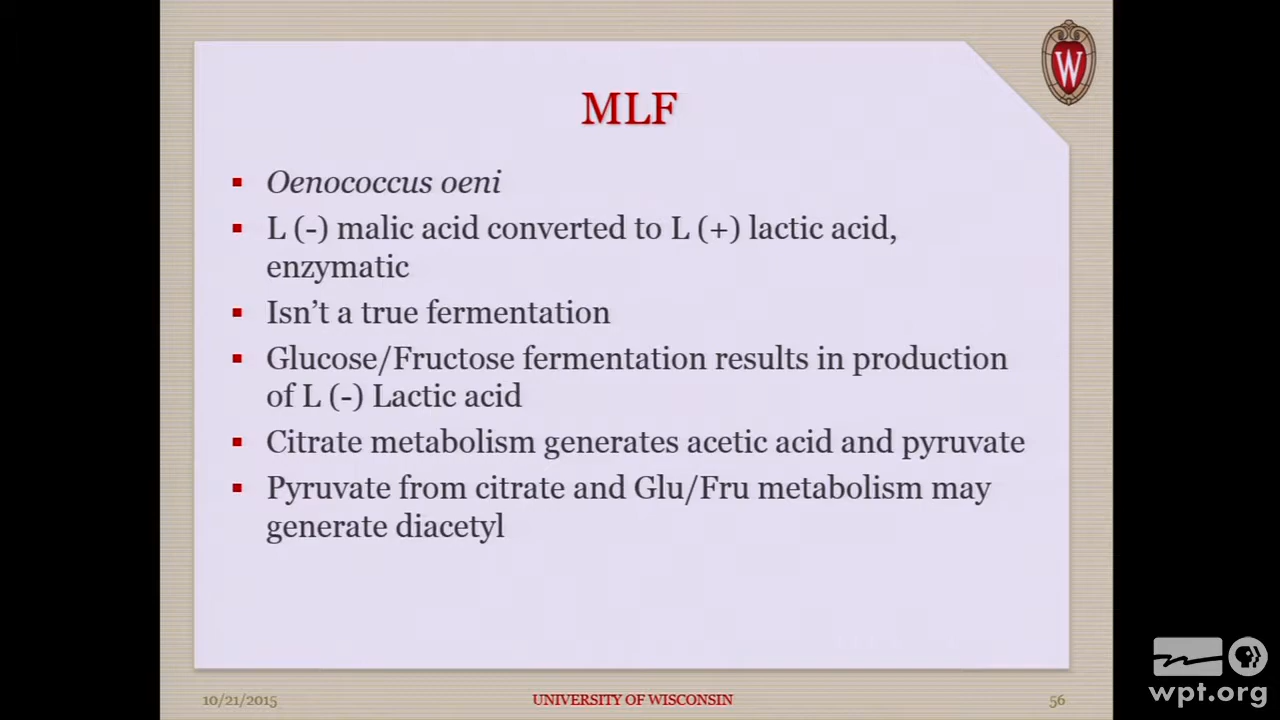 W
MLF
Oenococcus oeni
L (-) malic acid converted to L (+) lactic acid,
enzymatic
Isn’t a true fermentation
Glucose/Fructose fermentation results in production
of L (-) Lactic acid
Citrate metabolism generates acetic acid and pyruvate
Pyruvate from citrate and Glu/Fru metabolism may
generate diacetyl
10/21/2015
UNIVERSITY OF WISCONSIN
56
wpt.org